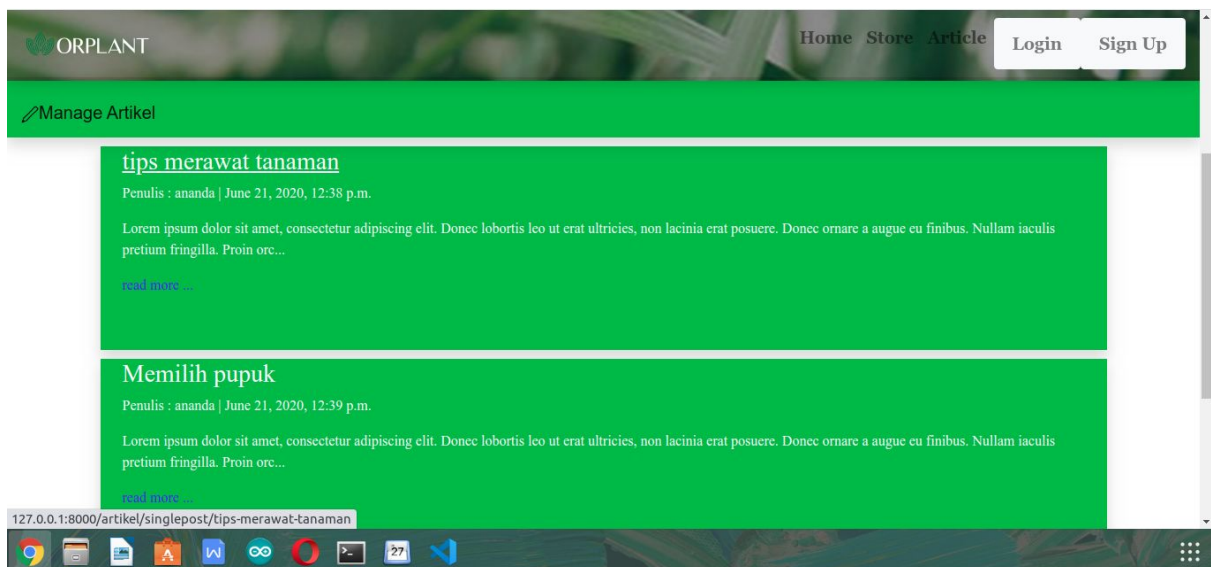 ORPLANT
Home Store Article Login Sign Up
Manage Artikel
tips merawat tanaman
Penulis : ananda | June 21, 2020, 12:38 p.m.
Lorem ipsum dolor sit amet, consectetur adipiscing elit. Donec lobortis leo ut erat ultricies, non lacinia erat posuere. Donec ornare a augue eu finibus. Nullam iaculis
pretium fringilla. Proin orc...
read more ...
Memilih pupuk
Penulis : ananda | June 21, 2020, 12:39 p.m.
Lorem ipsum dolor sit amet, consectetur adipiscing elit. Donec lobortis leo ut erat ultricies, non lacinia erat posuere. Donec ornare a augue eu finibus. Nullam iaculis
pretium fringilla. Proin orc...
read more ...
127.0.0.1:8000/artikel/singlepost/tips-merawat-tanaman
27